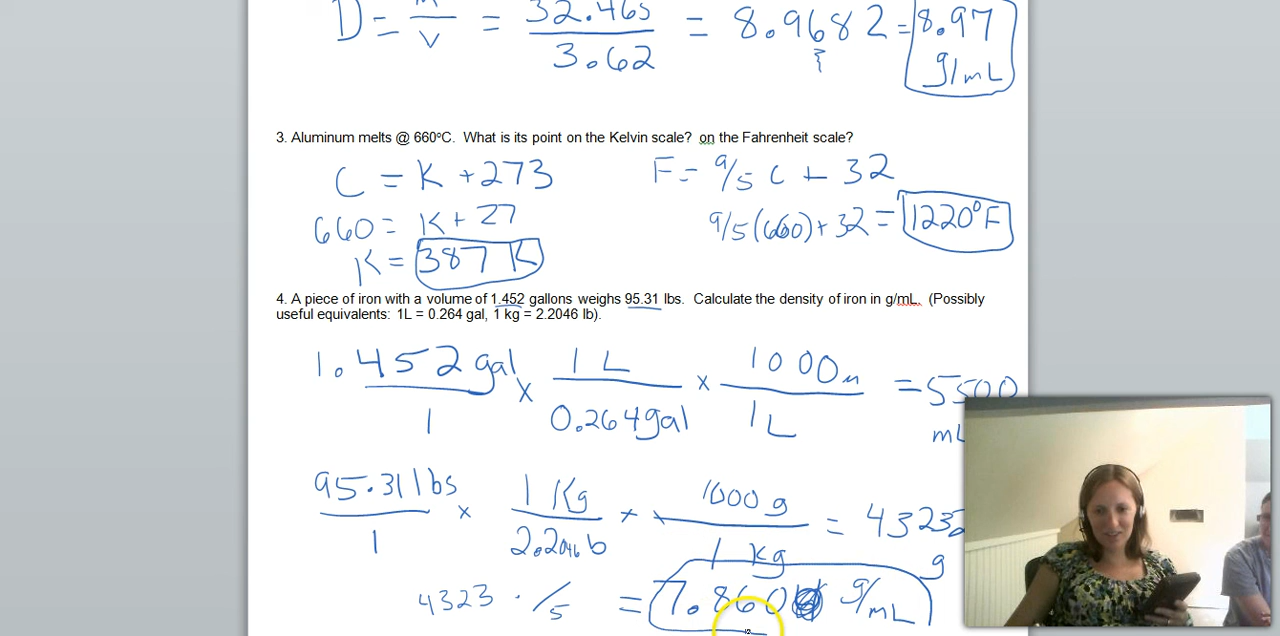 D = m/v = 32.465/3.62 = 8.9682 = 8.97 g/mL
3. Aluminum melts @ 660°C. What is its point on the Kelvin scale? on the Fahrenheit scale?
C = K + 273
F = 9/5 C + 32
660 = K + 27
9/5(660) + 32 = 1220°F
K = 387 K
4. A piece of iron with a volume of 1.452 gallons weighs 95.31 lbs. Calculate the density of iron in g/mL. (Possibly
useful equivalents: 1L = 0.264 gal, 1 kg = 2.2046 lb).
1.452 gal/1 x 1 L/0.264 gal x 1000 m/1 L = 5500 mL
95.31 lbs/1 x 1 Kg/2.2046 lb x 1000 g/1 kg = 4323 g
4323 · /5 = 7.860 g/mL